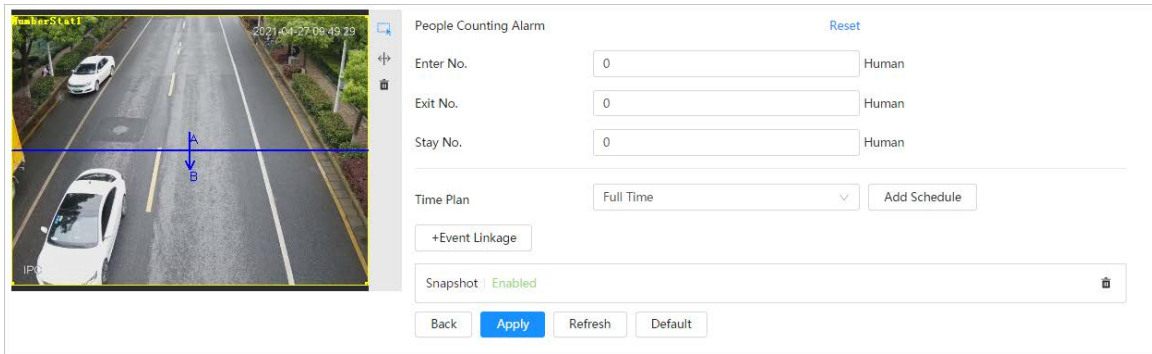 NumberStat1
2021-04-27 09:49:29
A
B
IPC
People Counting Alarm Reset
Enter No. 0 Human
Exit No. 0 Human
Stay No. 0 Human
Time Plan Full Time Add Schedule
+Event Linkage
Snapshot Enabled
Back Apply Refresh Default